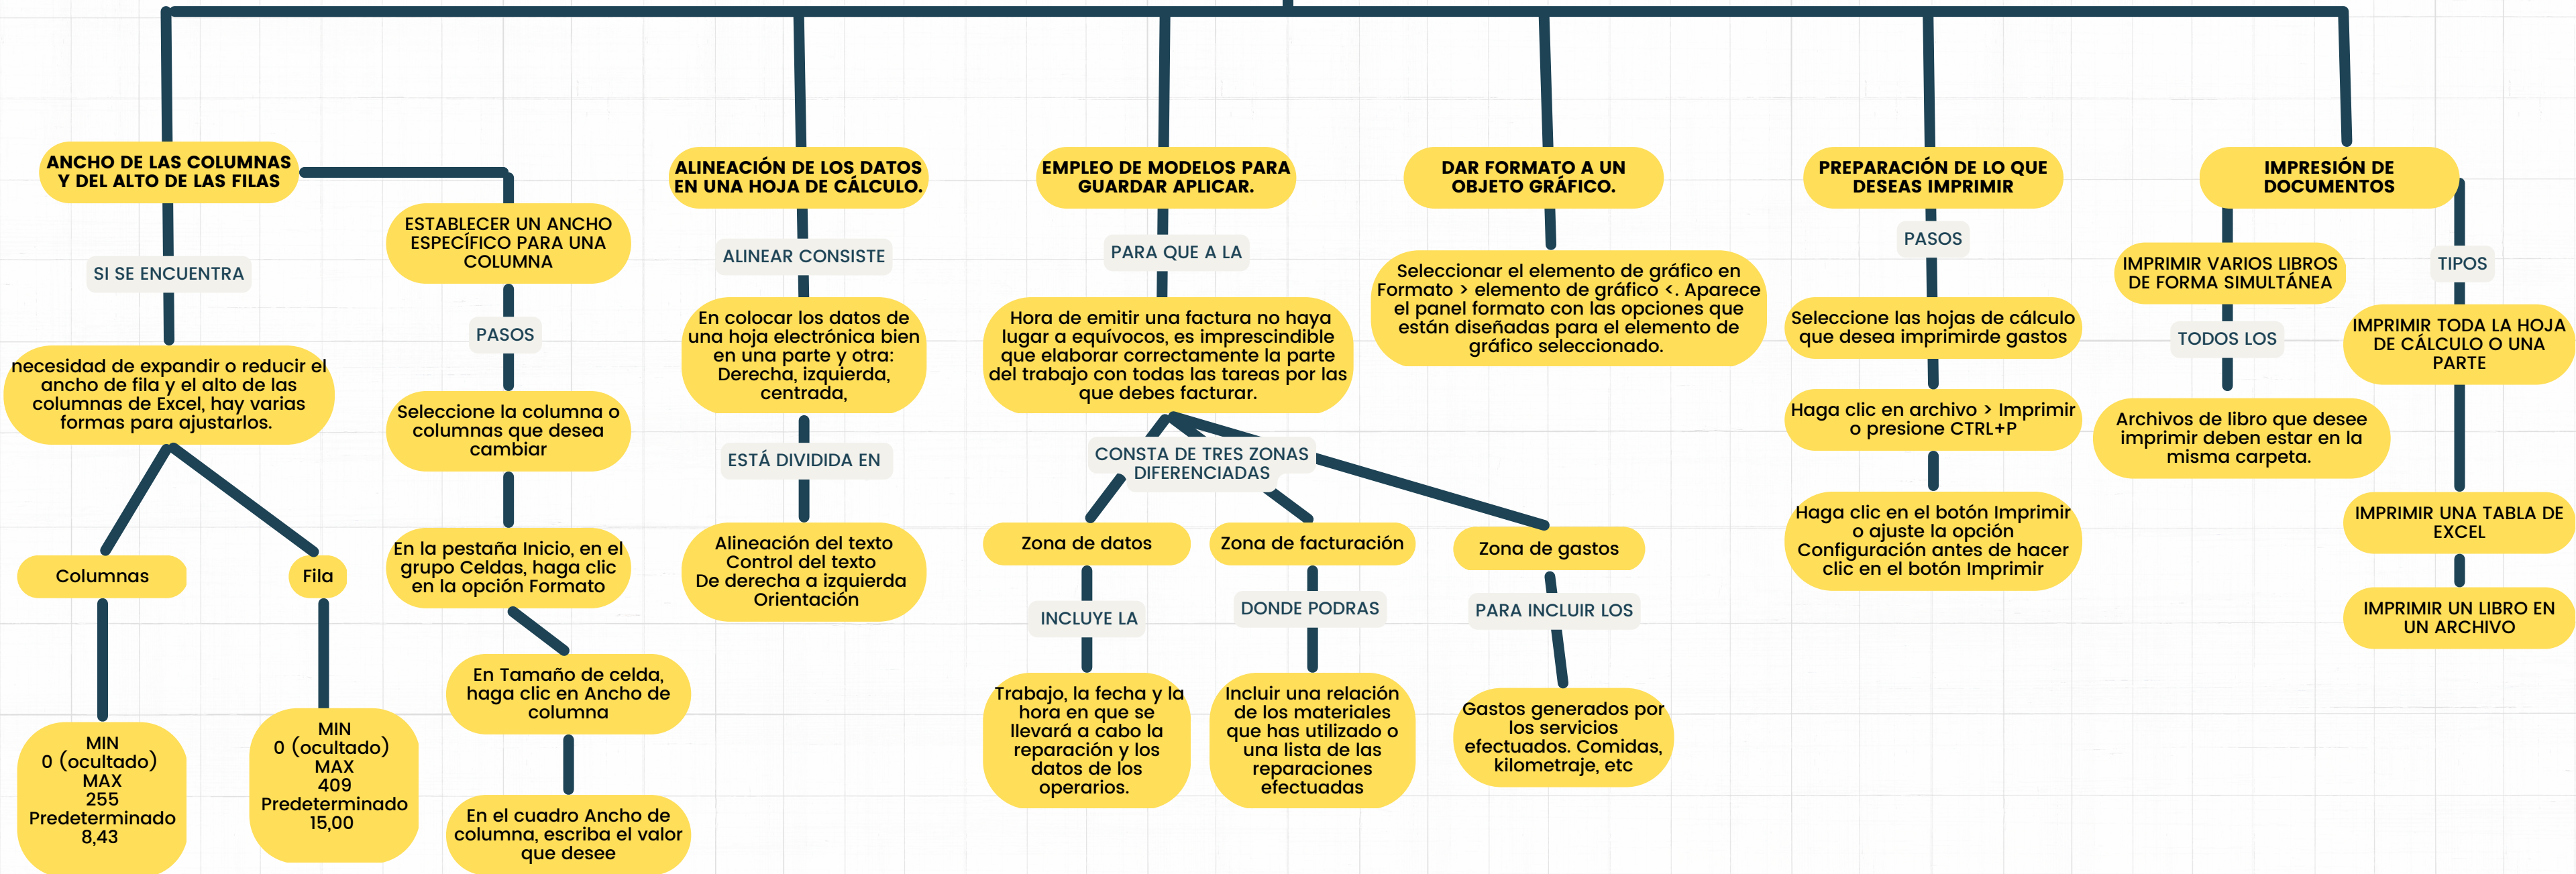 ANCHO DE LAS COLUMNAS
Y DEL ALTO DE LAS FILAS
SI SE ENCUENTRA
necesidad de expandir o reducir el
ancho de fila y el alto de las
columnas de Excel, hay varias
formas para ajustarlos.
Columnas
MIN
0 (ocultado)
MAX
255
Predeterminado
8,43
Fila
MIN
0 (ocultado)
MAX
409
Predeterminado
15,00
ESTABLECER UN ANCHO
ESPECÍFICO PARA UNA
COLUMNA
PASOS
Seleccione la columna o
columnas que desea
cambiar
En la pestaña Inicio, en el
grupo Celdas, haga clic
en la opción Formato
En Tamaño de celda,
haga clic en Ancho de
columna
En el cuadro Ancho de
columna, escriba el valor
que desee
ALINEACIÓN DE LOS DATOS
EN UNA HOJA DE CÁLCULO.
ALINEAR CONSISTE
En colocar los datos de
una hoja electrónica bien
en una parte y otra:
Derecha, izquierda,
centrada,
ESTÁ DIVIDIDA EN
Alineación del texto
Control del texto
De derecha a izquierda
Orientación
EMPLEO DE MODELOS PARA
GUARDAR APLICAR.
PARA QUE A LA
Hora de emitir una factura no haya
lugar a equívocos, es imprescindible
que elaborar correctamente la parte
del trabajo con todas las tareas por las
que debes facturar.
CONSTA DE TRES ZONAS
DIFERENCIADAS
Zona de datos
INCLUYE LA
Trabajo, la fecha y la
hora en que se
llevará a cabo la
reparación y los
datos de los
operarios.
Zona de facturación
DONDE PODRAS
Incluir una relación
de los materiales
que has utilizado o
una lista de las
reparaciones
efectuadas
Zona de gastos
PARA INCLUIR LOS
Gastos generados por
los servicios
efectuados. Comidas,
kilometraje, etc
DAR FORMATO A UN
OBJETO GRÁFICO.
Seleccionar el elemento de gráfico en
Formato > elemento de gráfico <. Aparece
el panel formato con las opciones que
están diseñadas para el elemento de
gráfico seleccionado.
PREPARACIÓN DE LO QUE
DESEAS IMPRIMIR
PASOS
Seleccione las hojas de cálculo
que desea imprimirde gastos
Haga clic en archivo > Imprimir
o presione CTRL+P
Haga clic en el botón Imprimir
o ajuste la opción
Configuración antes de hacer
clic en el botón Imprimir
IMPRESIÓN DE
DOCUMENTOS
IMPRIMIR VARIOS LIBROS
DE FORMA SIMULTÁNEA
TODOS LOS
Archivos de libro que desee
imprimir deben estar en la
misma carpeta.
TIPOS
IMPRIMIR TODA LA HOJA
DE CÁLCULO O UNA
PARTE
IMPRIMIR UNA TABLA DE
EXCEL
IMPRIMIR UN LIBRO EN
UN ARCHIVO